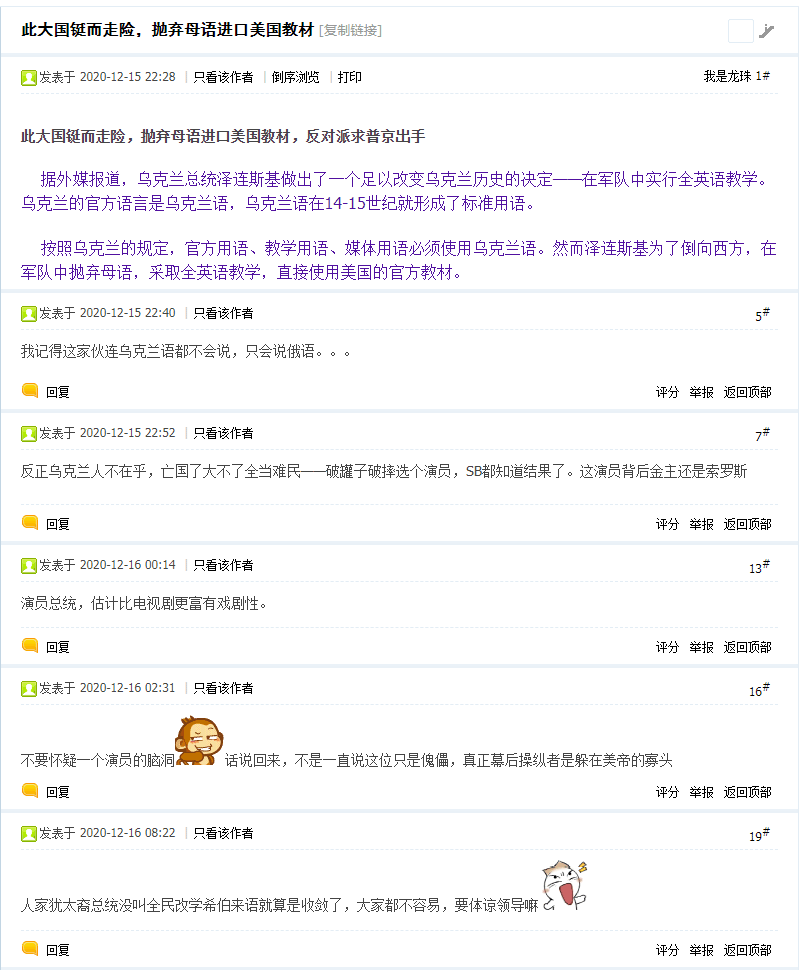 此大国铤而走险，抛弃母语进口美国教材 [复制链接]
发表于 2020-12-15 22:28 | 只看该作者 | 倒序浏览 | 打印 我是龙珠 1#
此大国铤而走险，抛弃母语进口美国教材，反对派求普京出手
据外媒报道，乌克兰总统泽连斯基做出了一个足以改变乌克兰历史的决定——在军队中实行全英语教学。
乌克兰的官方语言是乌克兰语，乌克兰语在14-15世纪就形成了标准用语。
按照乌克兰的规定，官方用语、教学用语、媒体用语必须使用乌克兰语。然而泽连斯基为了倒向西方，在
军队中抛弃母语，采取全英语教学，直接使用美国的官方教材。
发表于 2020-12-15 22:40 | 只看该作者 5#
我记得这家伙连乌克兰语都不会说，只会说俄语。。。
回复 评分 举报 返回顶部
发表于 2020-12-15 22:52 | 只看该作者 7#
反正乌克兰人不在乎，亡国了大不了全当难民——破罐子破摔选个演员，SB都知道结果了。这演员背后金主还是索罗斯
回复 评分 举报 返回顶部
发表于 2020-12-16 00:14 | 只看该作者 13#
演员总统，估计比电视剧更富有戏剧性。
回复 评分 举报 返回顶部
发表于 2020-12-16 02:31 | 只看该作者 16#
不要怀疑一个演员的脑洞 话说回来，不是一直说这位只是傀儡，真正幕后操纵者是躲在美帝的寡头
回复 评分 举报 返回顶部
发表于 2020-12-16 08:22 | 只看该作者 19#
人家犹太裔总统没叫全民改学希伯来语就算是收敛了，大家都不容易，要体谅领导嘛
回复 评分 举报 返回顶部